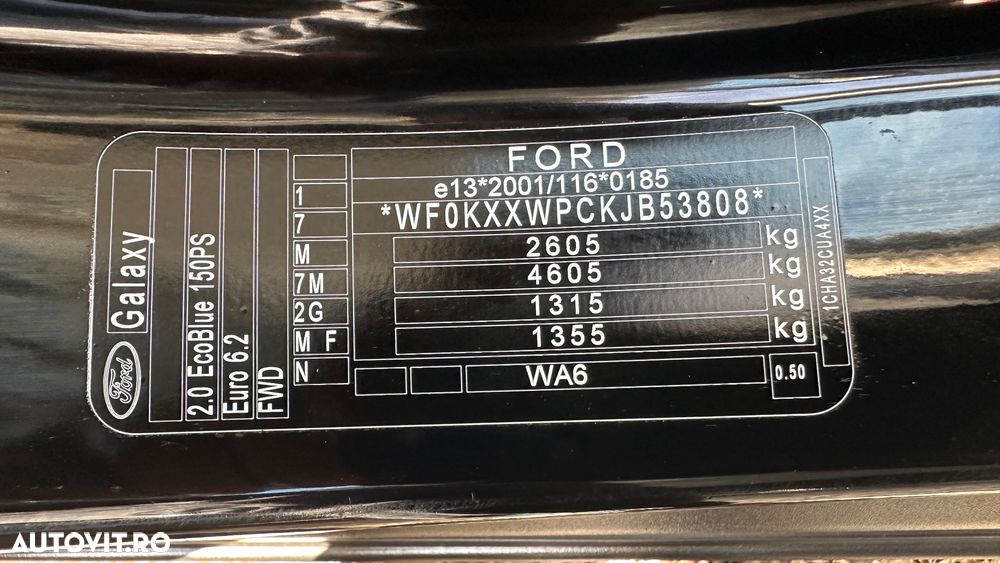 FORD
e13*2001/116*0185
*WF0KXXWPCKJB53808*
2605 kg
4605 kg
1315 kg
1355 kg
WA6
0.50
1CHA32CUA4XX
1
7
M
7M
2G
M F
N
Galaxy
Ford
2.0 EcoBlue 150PS
Euro 6.2
FWD
AUTOVIT.RO